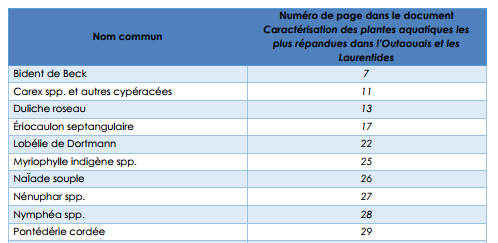 Nom commun
Numéro de page dans le document
Caractérisation des plantes aquatiques les
plus répandues dans l'Outaouais et les
Laurentides
Bident de Beck 7
Carex spp. et autres cypéracées 11
Duliche roseau 13
Ériocaulon septangulaire 17
Lobélie de Dortmann 22
Myriophylle indigène spp. 25
NaÏade souple 26
Nénuphar spp. 27
Nymphéa spp. 28
Pontédérie cordée 29